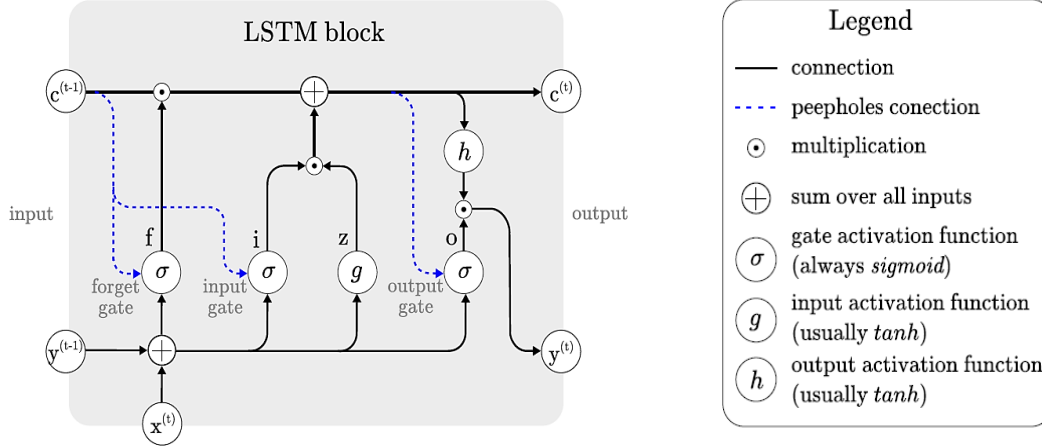 LSTM block
c(t-1)
c(t)
h
input
output
f
i
z
o
σ
σ
g
σ
forget
gate
input
gate
output
gate
y(t-1)
y(t)
x(t)
Legend
connection
peepholes conection
multiplication
sum over all inputs
σ
gate activation function
(always sigmoid)
g
input activation function
(usually tanh)
h
output activation function
(usually tanh)